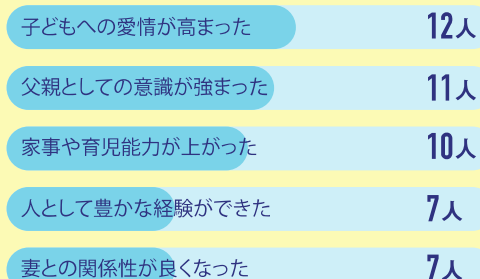 子どもへの愛情が高まった 12人
父親としての意識が強まった 11人
家事や育児能力が上がった 10人
人として豊かな経験ができた 7人
妻との関係性が良くなった 7人